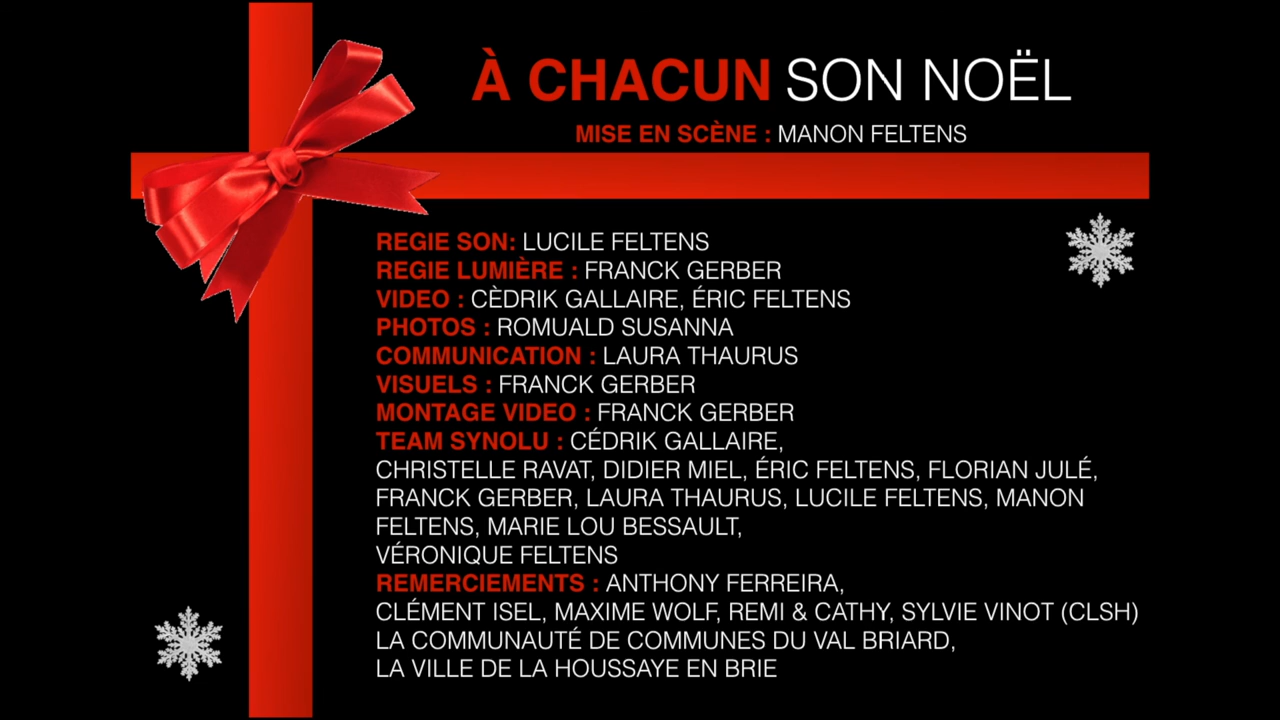 À CHACUN SON NOËL
MISE EN SCÈNE : MANON FELTENS
REGIE SON: LUCILE FELTENS
REGIE LUMIÈRE : FRANCK GERBER
VIDEO : CÈDRIK GALLAIRE, ÉRIC FELTENS
PHOTOS : ROMUALD SUSANNA
COMMUNICATION : LAURA THAURUS
VISUELS : FRANCK GERBER
MONTAGE VIDEO : FRANCK GERBER
TEAM SYNOLU : CÉDRIK GALLAIRE,
CHRISTELLE RAVAT, DIDIER MIEL, ÉRIC FELTENS, FLORIAN JULÉ,
FRANCK GERBER, LAURA THAURUS, LUCILE FELTENS, MANON
FELTENS, MARIE LOU BESSAULT,
VÉRONIQUE FELTENS
REMERCIEMENTS : ANTHONY FERREIRA,
CLÉMENT ISEL, MAXIME WOLF, REMI & CATHY, SYLVIE VINOT (CLSH)
LA COMMUNAUTÉ DE COMMUNES DU VAL BRIARD,
LA VILLE DE LA HOUSSAYE EN BRIE